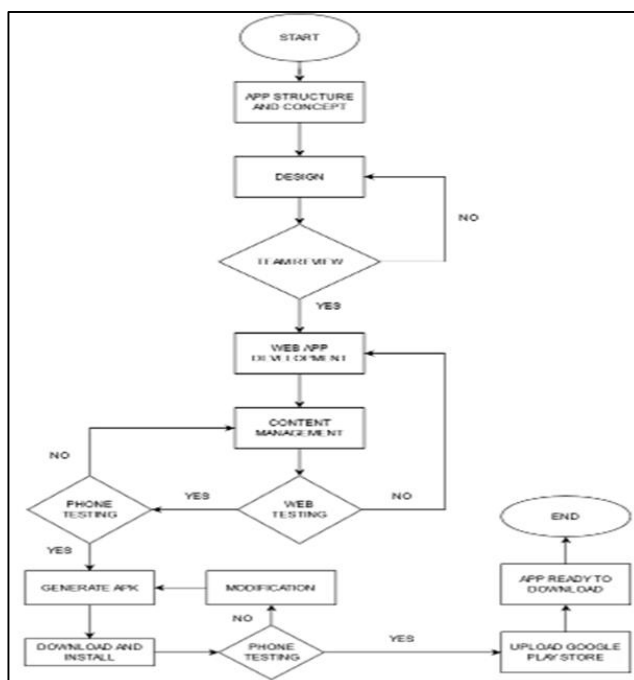 START
APP STRUCTURE
AND CONCEPT
DESIGN
NO
TEAM REVIEW
YES
WEB APP
DEVELOPMENT
CONTENT
MANAGEMENT
NO
PHONE
TESTING
YES
WEB
TESTING
NO
END
YES
GENERATE APK
MODIFICATION
APP READY TO
DOWNLOAD
NO
DOWNLOAD AND
INSTALL
PHONE
TESTING
YES
UPLOAD GOOGLE
PLAY STORE